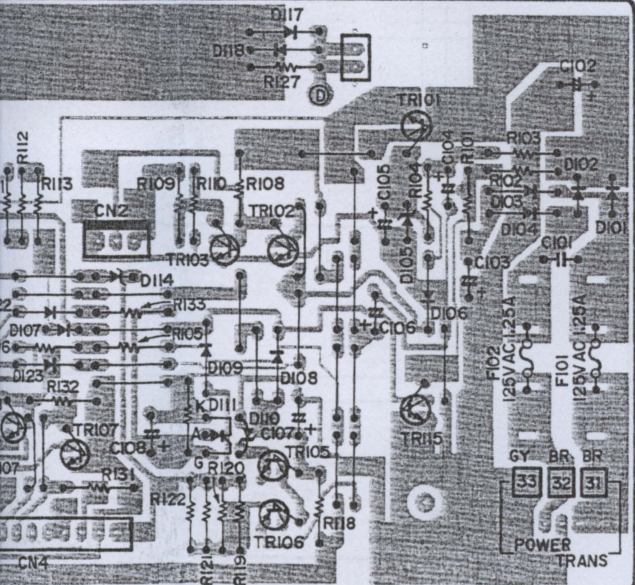 D117
D118
R127
D
C102
TR101
R112
R113
R109
R110
R108
CN2
TR102
TR103
C105
R104
C104
R101
R103
D102
R102
D103
D104
D101
C101
C103
D105
D106
C106
D114
R133
D107
R105
D109
D108
D123
R132
K
D111
A
G
D110
C107
TR107
C108
TR105
R120
R131
R122
R121
R119
R118
TR106
CN4
TR115
F102
125V AC 1.25A
F101
125V AC 1.25A
GY BR BR
33 32 31
POWER
TRANS